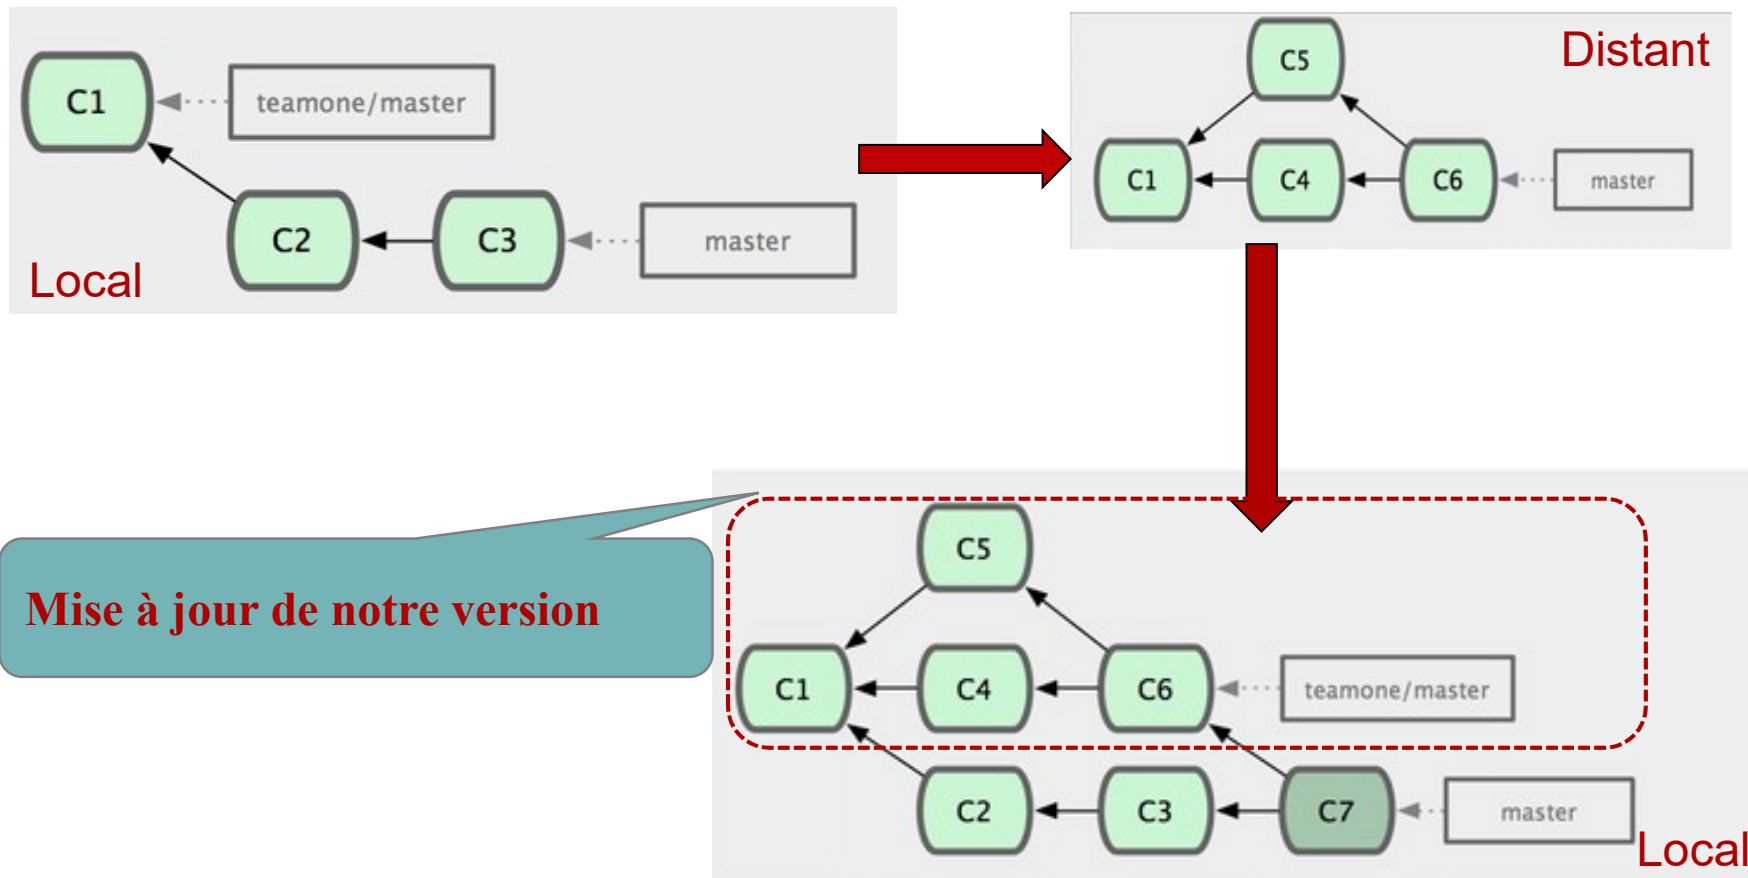 C1
teamone/master
C2
C3
master
Local
Distant
C5
C1
C4
C6
master
Mise à jour de notre version
C5
C1
C4
C6
teamone/master
C2
C3
C7
master
Local